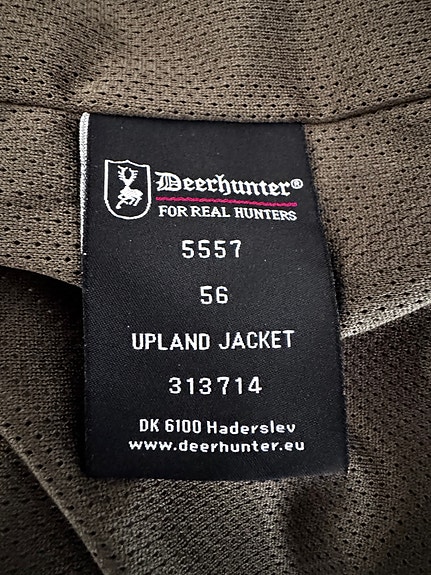 Deerhunter®
FOR REAL HUNTERS
5557
56
UPLAND JACKET
313714
DK 6100 Haderslev
www.deerhunter.eu